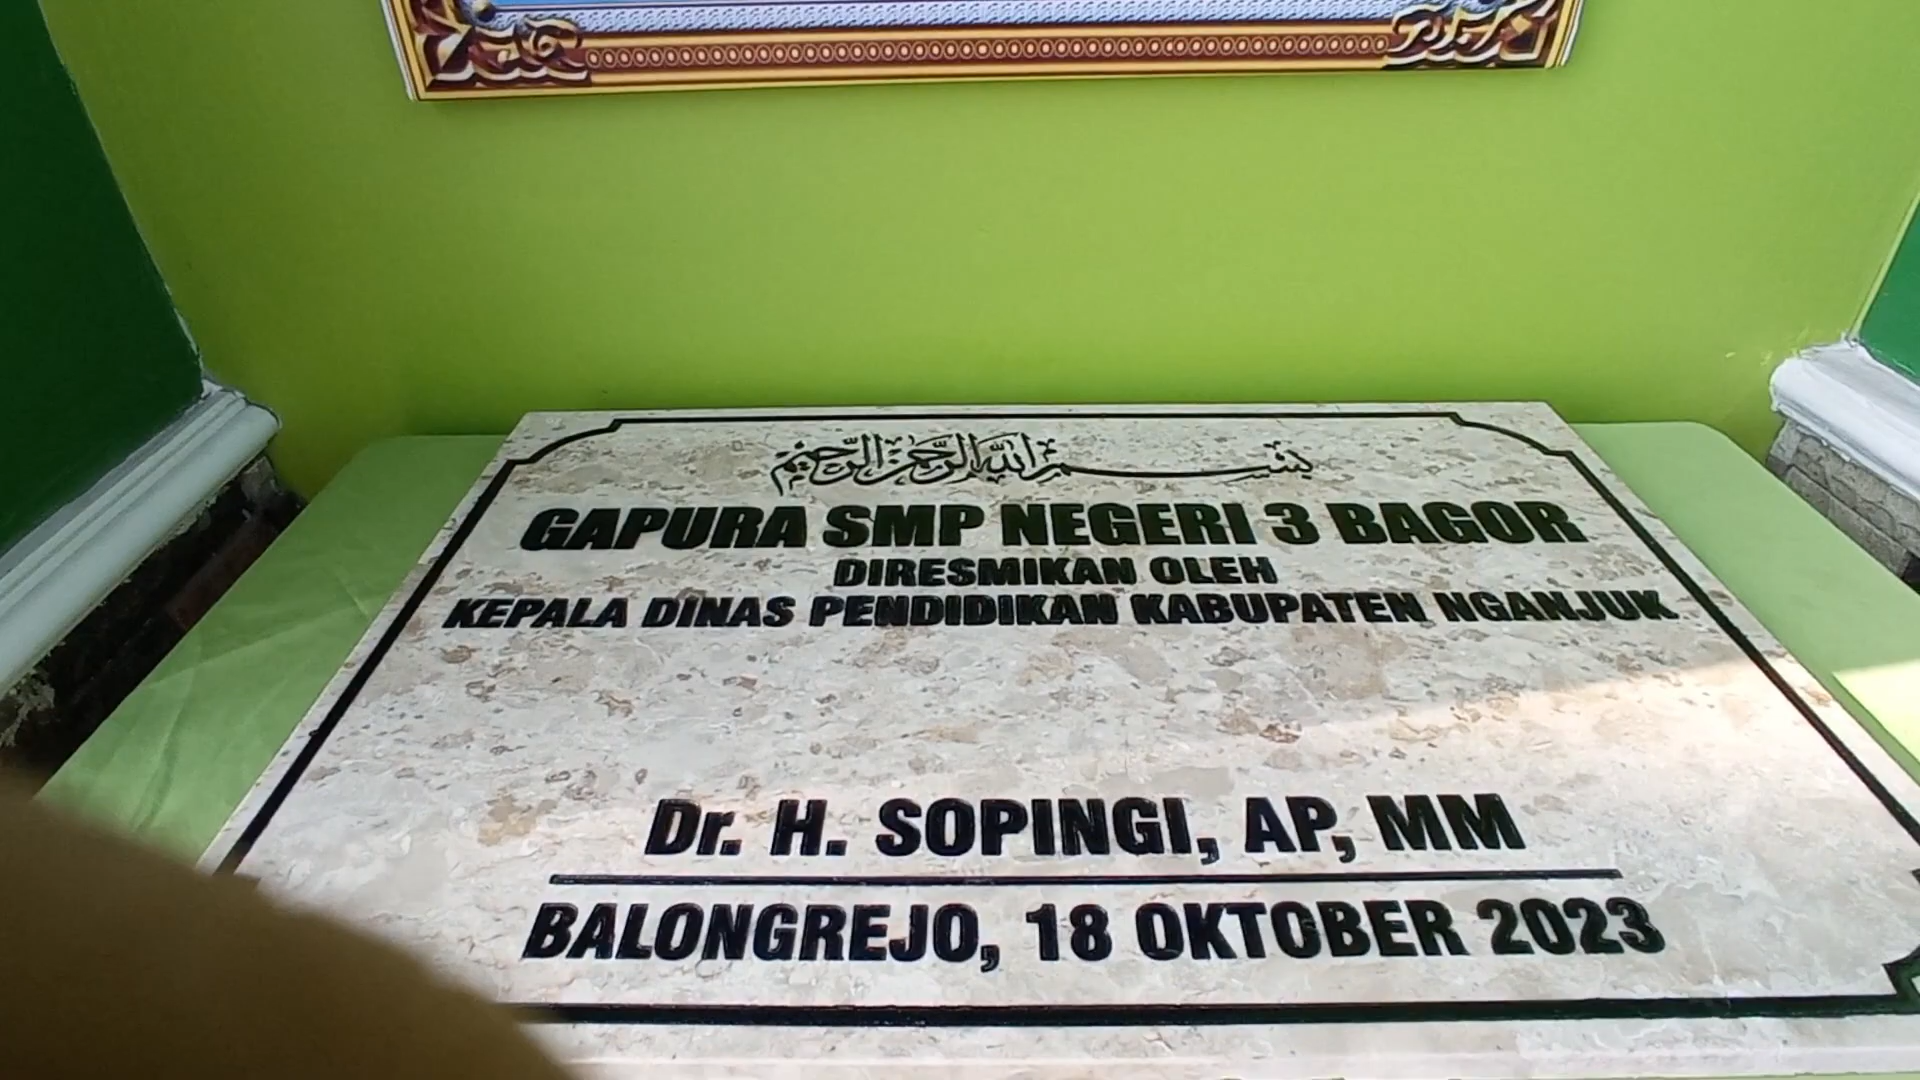 بسم الله الرحمن الرحيم
GAPURA SMP NEGERI 3 BAGOR
DIRESMIKAN OLEH
KEPALA DINAS PENDIDIKAN KABUPATEN NGANJUK
Dr. H. SOPINGI, AP, MM
BALONGREJO, 18 OKTOBER 2023